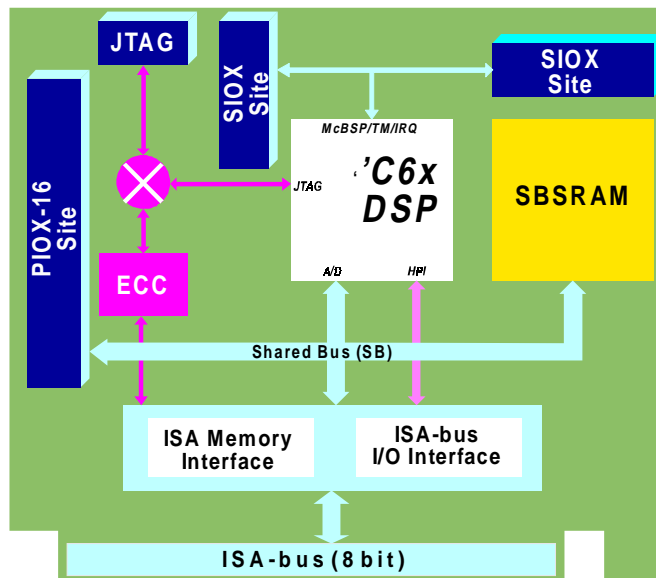 JTAG
SIOX
Site
SIOX
Site
PIOX-16
Site
McBSP/TM/IRQ
JTAG
‘ 'C6x
DSP
A/D
HPI
SBSRAM
ECC
Shared Bus (SB)
ISA Memory
Interface
ISA-bus
I/O Interface
ISA-bus (8 bit)